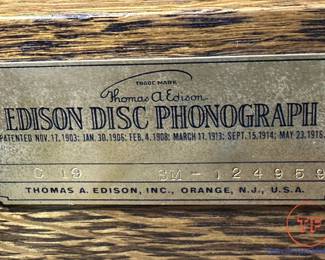 TRADE MARK
Thomas A Edison
EDISON DISC PHONOGRAPH
PATENTED NOV. 17, 1903; JAN. 30, 1906; FEB. 4, 1908; MARCH 11, 1913; SEPT. 15, 1914; MAY 23, 1916.
C 19 SM-124959
THOMAS A. EDISON, INC., ORANGE, N.J., U.S.A.